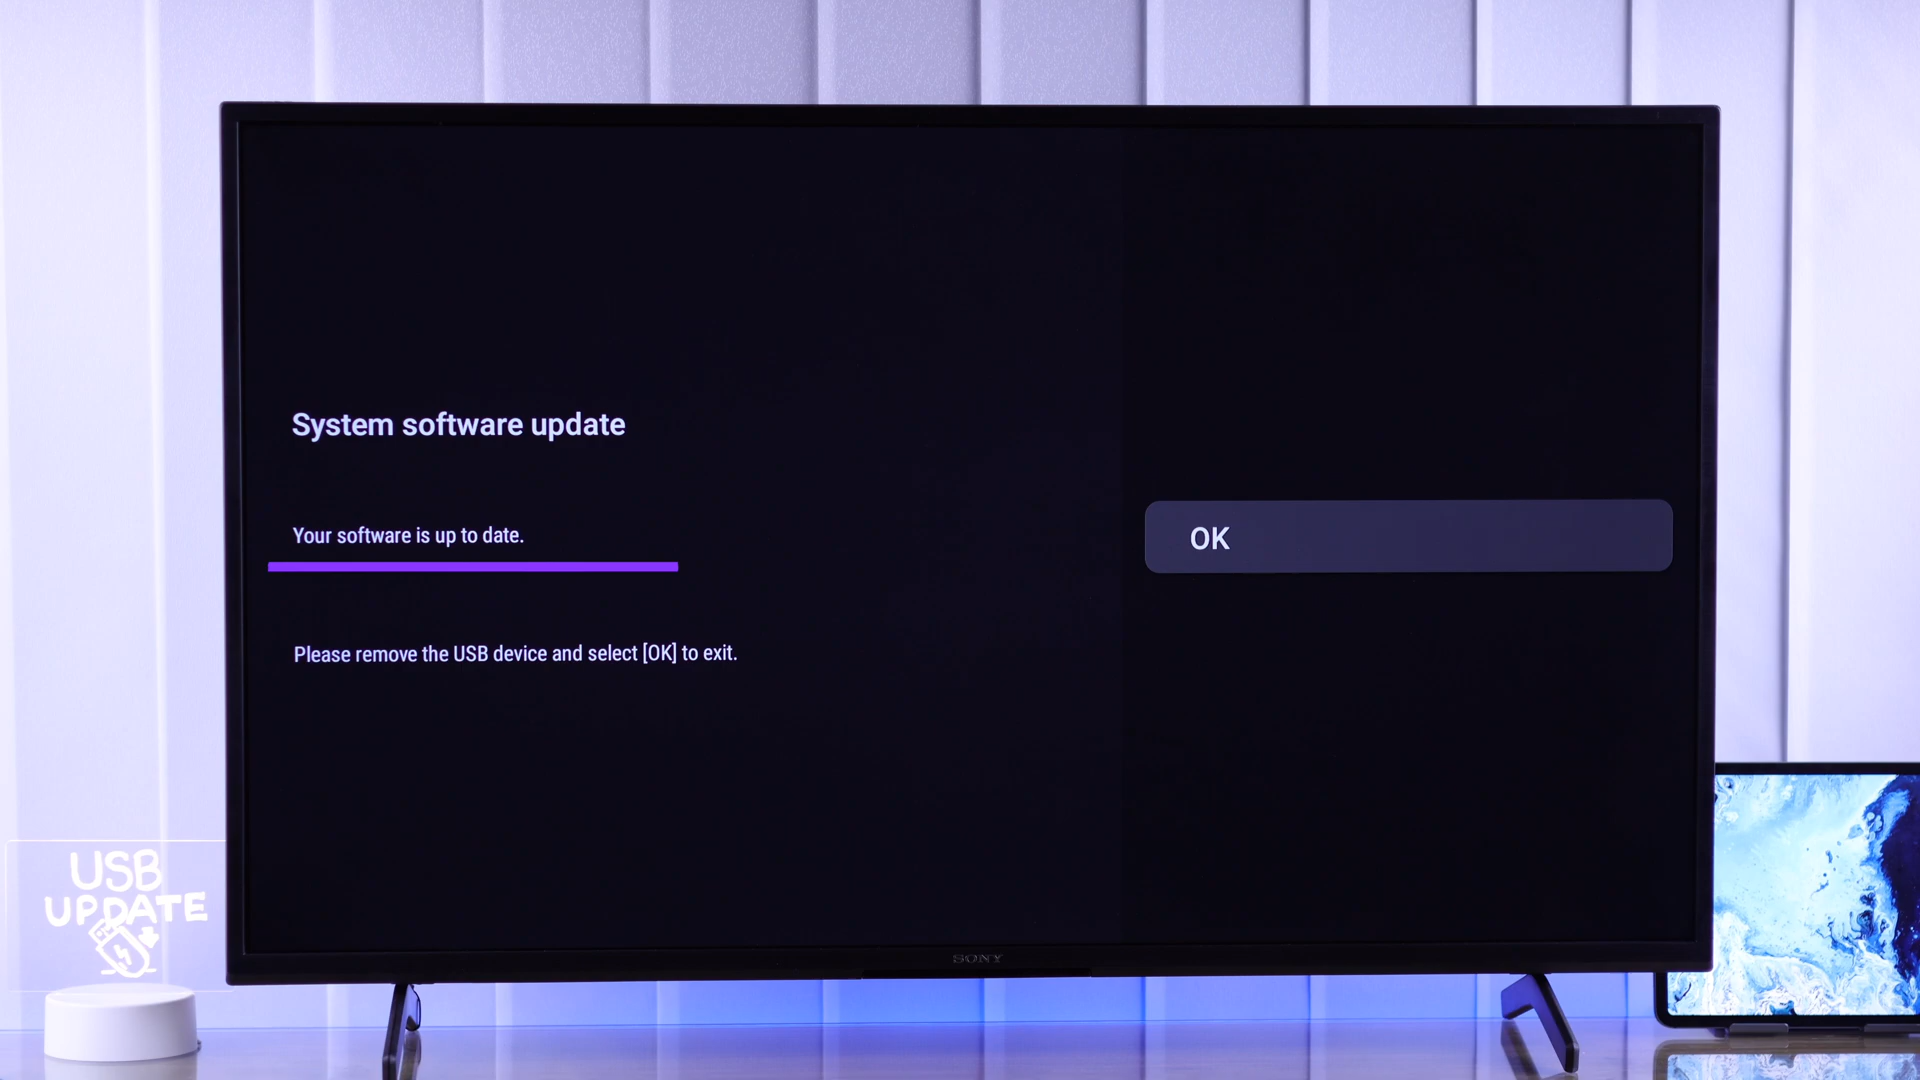 System software update
Your software is up to date.
OK
Please remove the USB device and select [OK] to exit.
USB
UPDATE
SONY